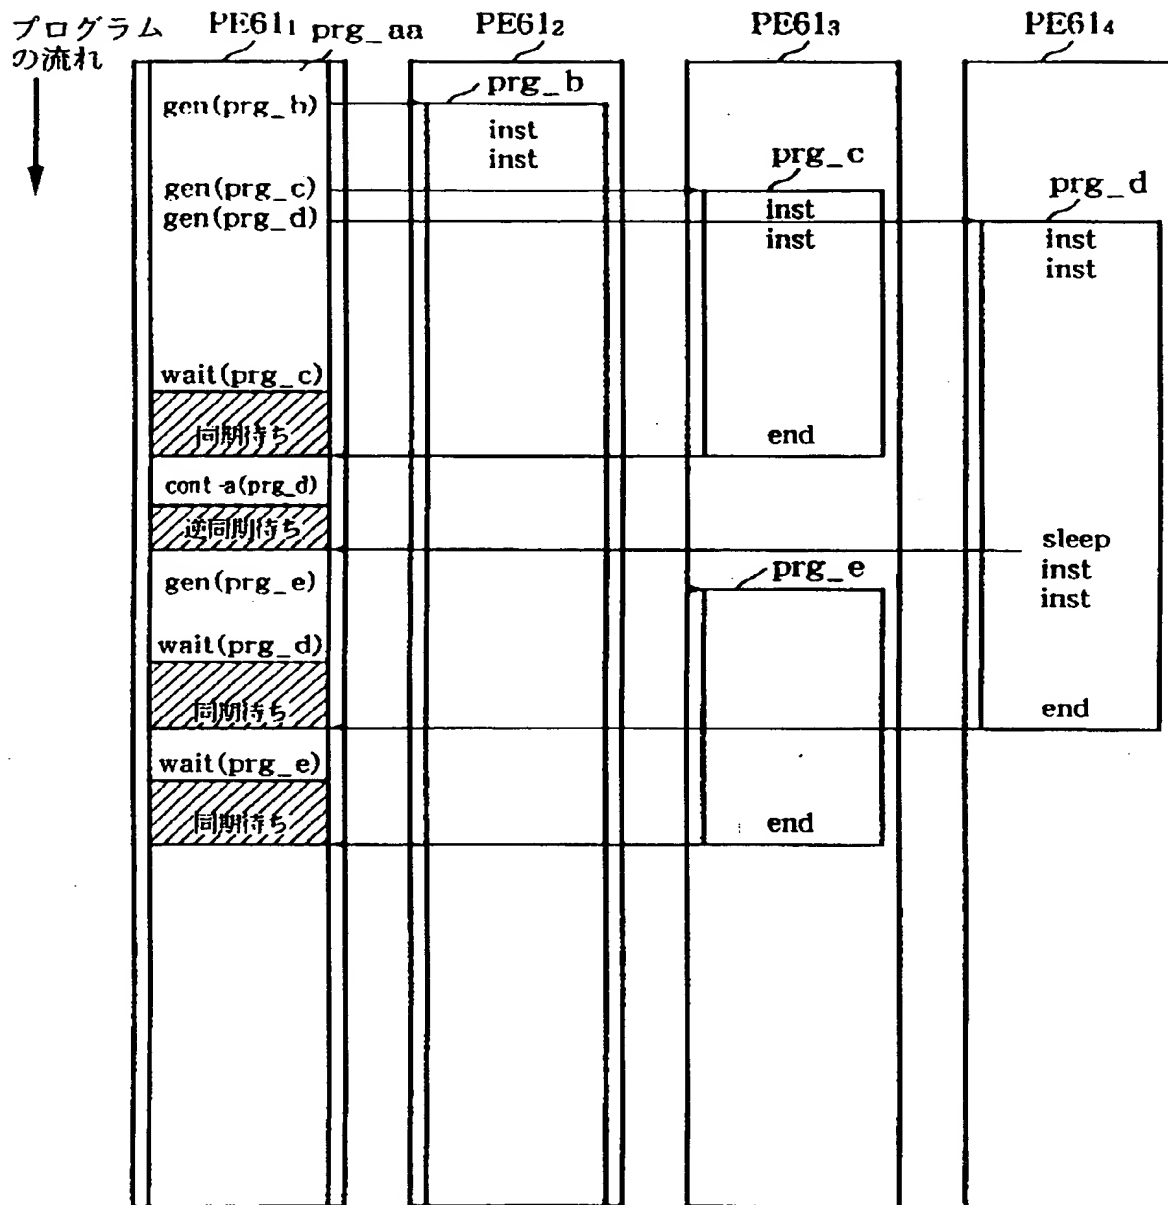 プログラム
の流れ
PE61₁
prg_aa
PE61₂
PE61₃
PE61₄
gen(prg_b)
prg_b
inst
inst
gen(prg_c)
gen(prg_d)
prg_c
inst
inst
prg_d
inst
inst
wait(prg_c)
同期待ち
end
cont-a(prg_d)
逆同期待ち
sleep
inst
inst
gen(prg_e)
prg_e
wait(prg_d)
同期待ち
end
wait(prg_e)
同期待ち
end